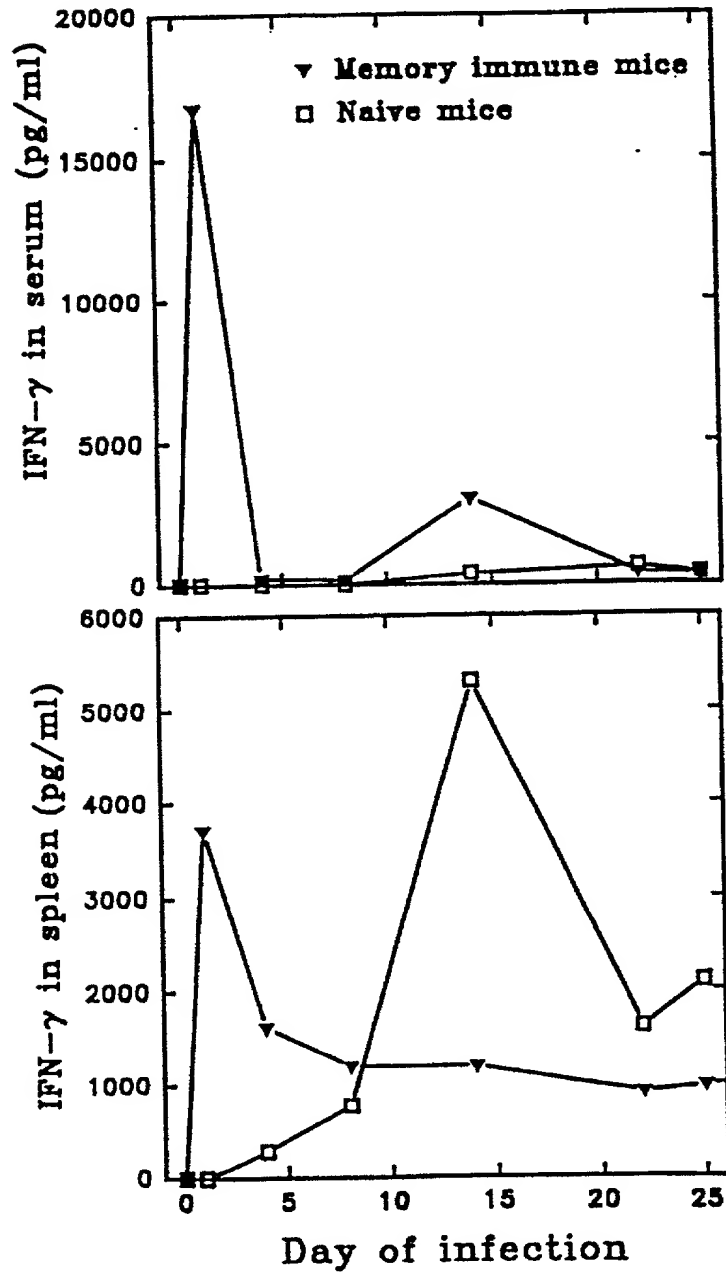 20000
15000
10000
5000
0
IFN-γ in serum (pg/ml)
Memory immune mice
Naive mice
6000
5000
4000
3000
2000
1000
0
IFN-γ in spleen (pg/ml)
0 5 10 15 20 25
Day of infection